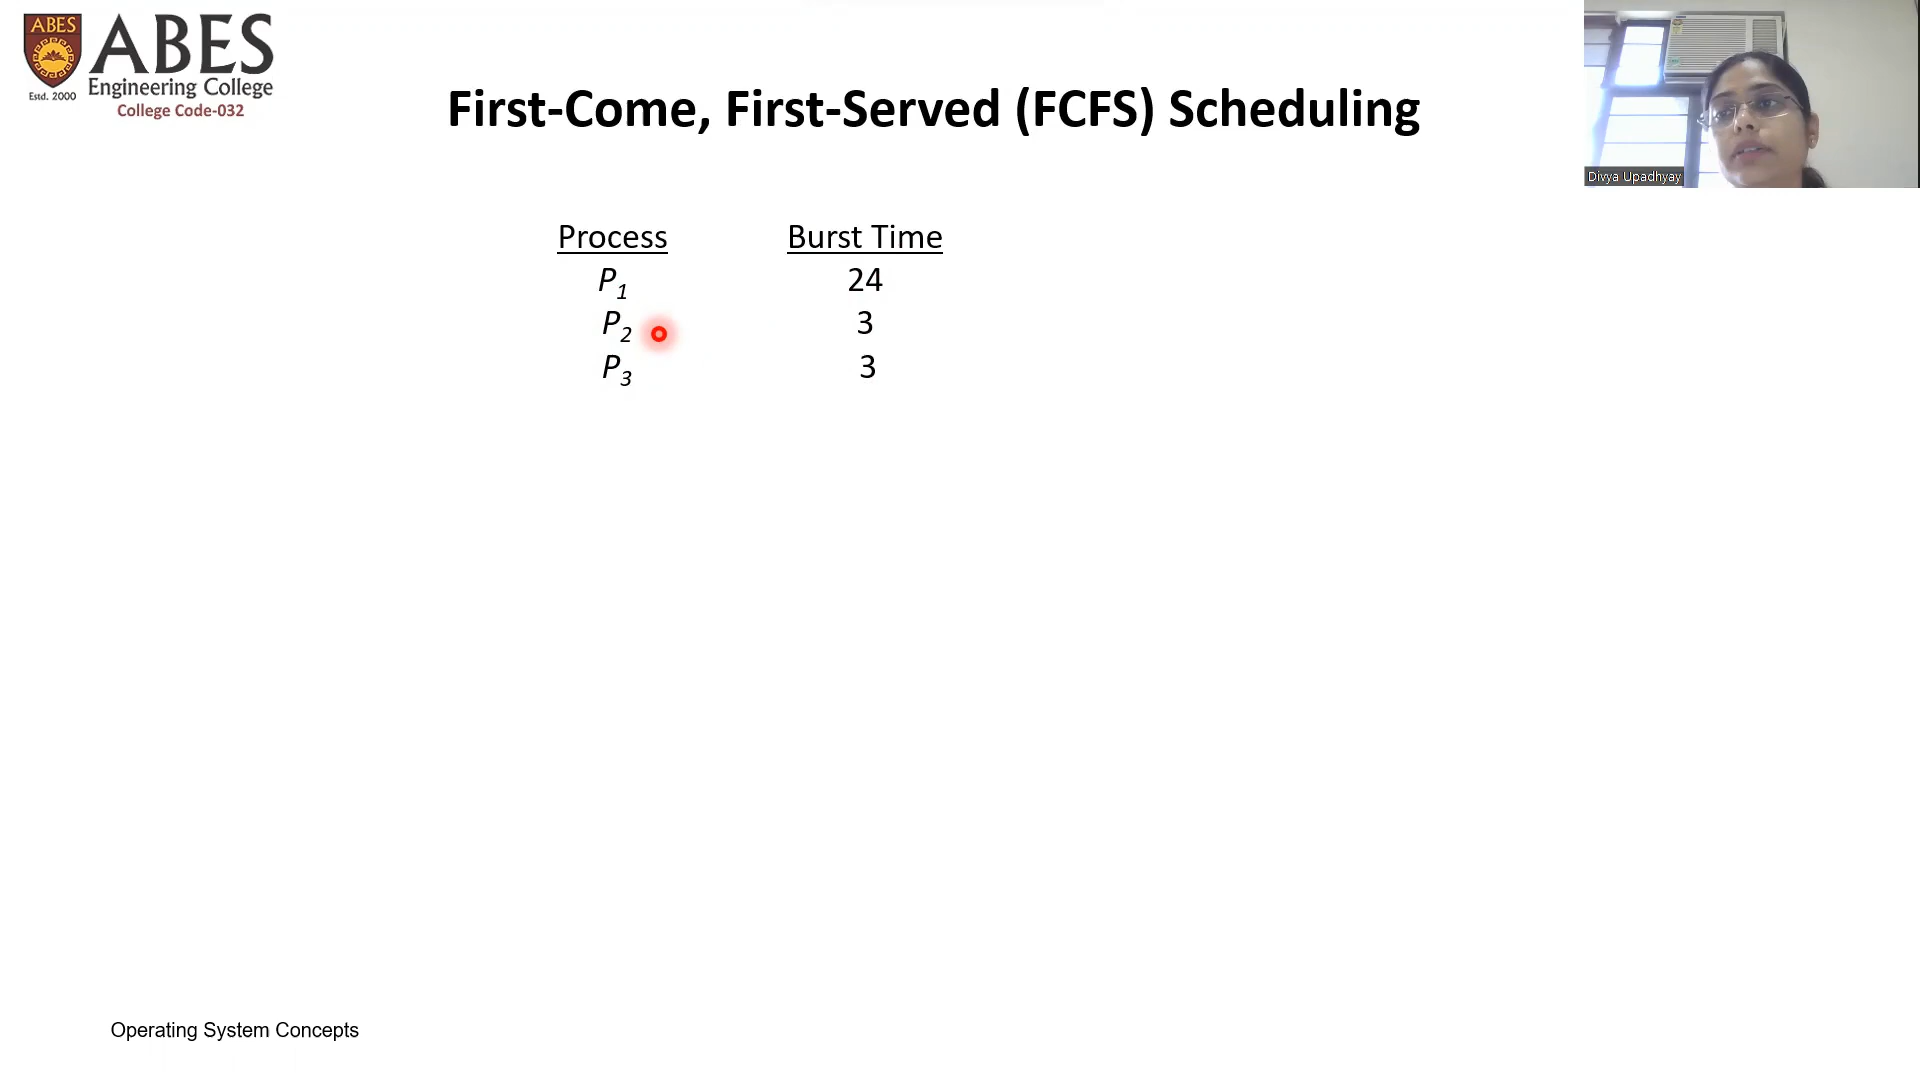 ABES
Estd. 2000
ABES
Engineering College
College Code-032
First-Come, First-Served (FCFS) Scheduling
Divya Upadhyay
Process Burst Time
P1 24
P2 3
P3 3
Operating System Concepts